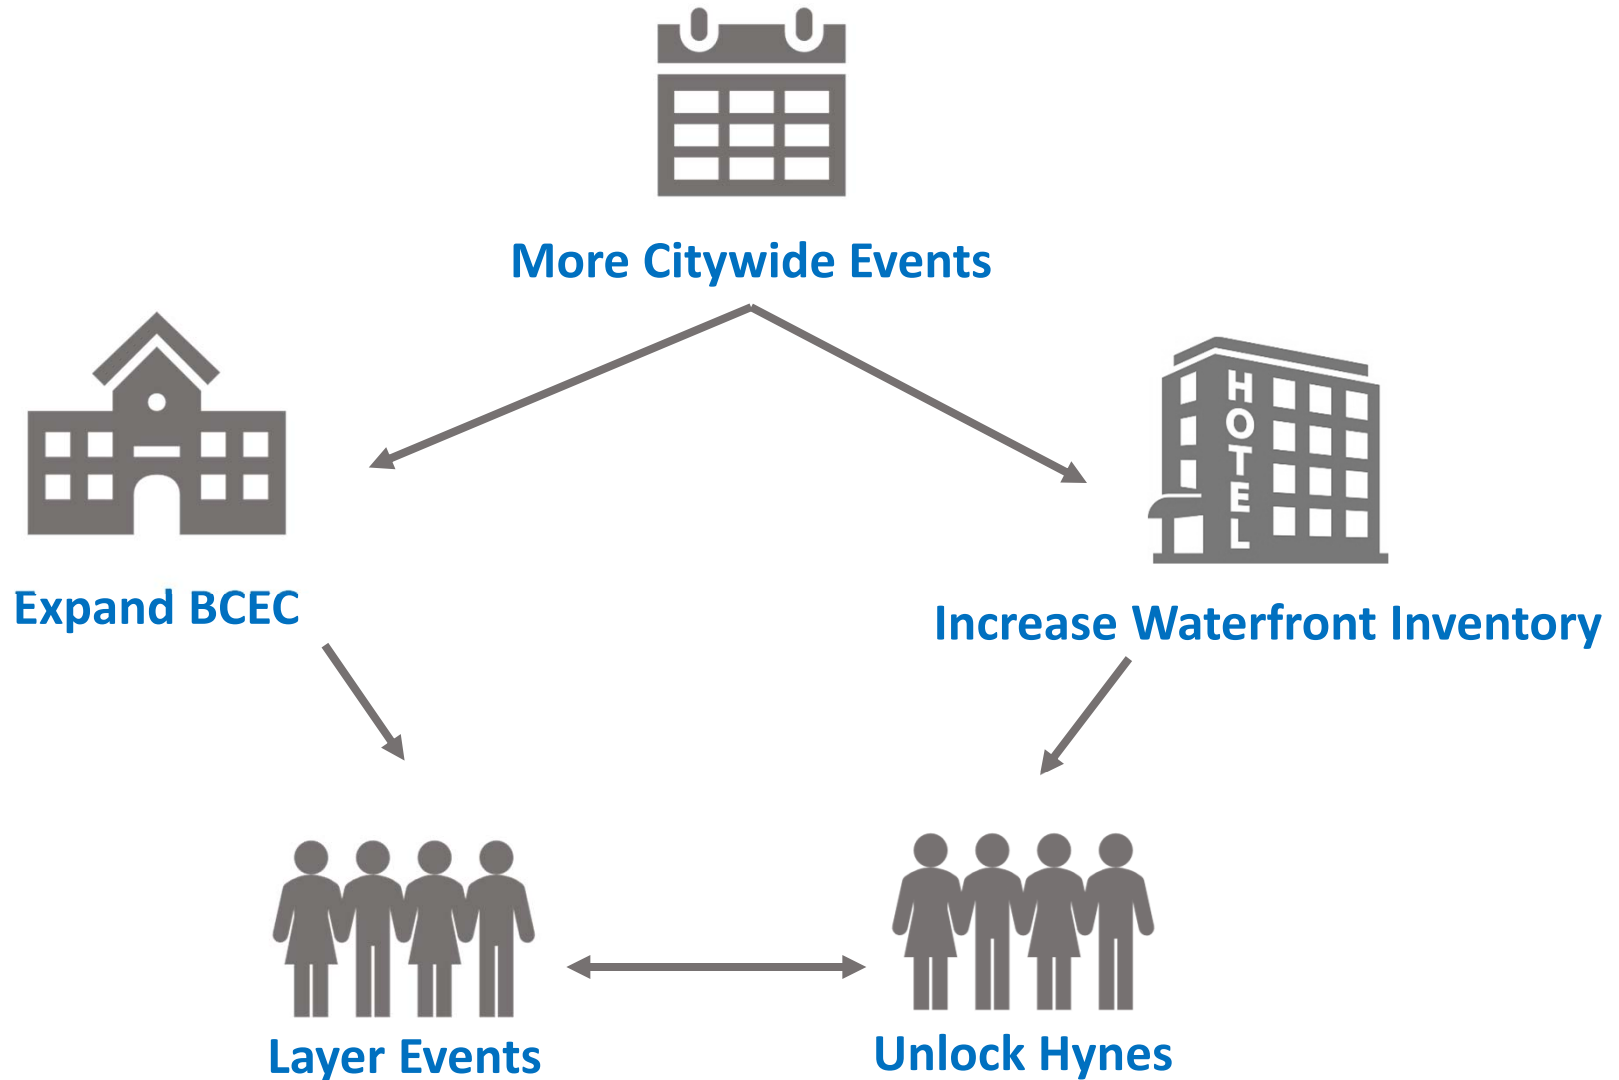 More Citywide Events
HOTEL
Expand BCEC
Increase Waterfront Inventory
Layer Events
Unlock Hynes